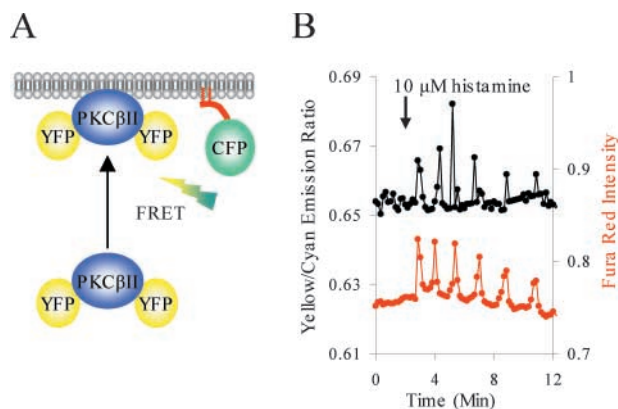 A
PKCβII
YFP
YFP
CFP
FRET
PKCβII
YFP
YFP
B
Yellow/Cyan Emission Ratio
0.69
0.67
0.65
0.63
0.61
10 μM histamine
1
0.9
0.8
0.7
Fura Red Intensity
0
4
8
12
Time (Min)